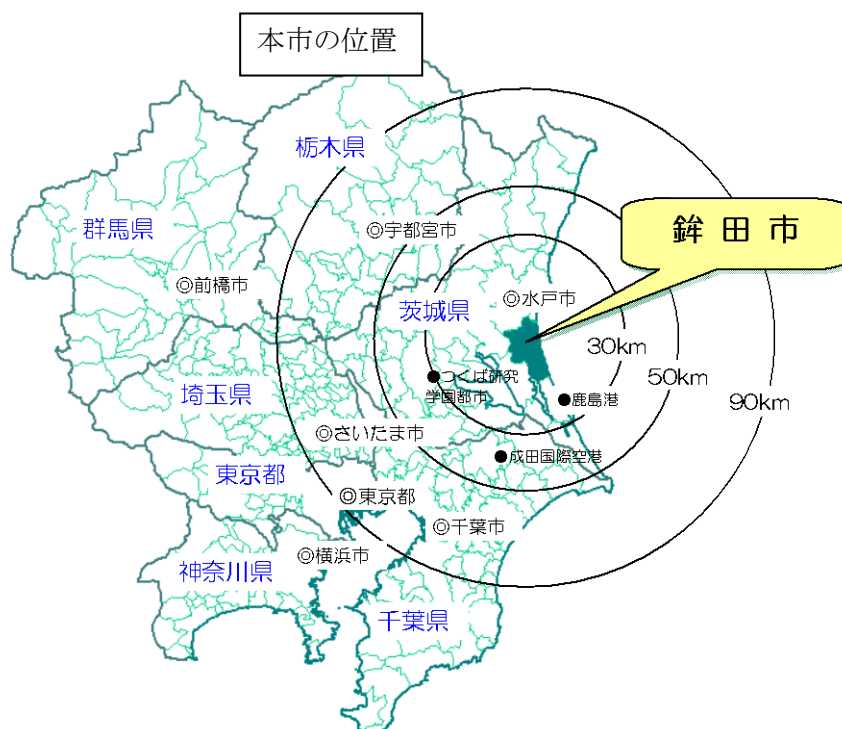 本市の位置
栃木県
群馬県
◎宇都宮市
鉾田市
◎前橋市
茨城県
◎水戸市
30km
50km
90km
●つくば研究
学園都市
●鹿島港
埼玉県
◎さいたま市
●成田国際空港
東京都
◎東京都
◎千葉市
◎横浜市
神奈川県
千葉県